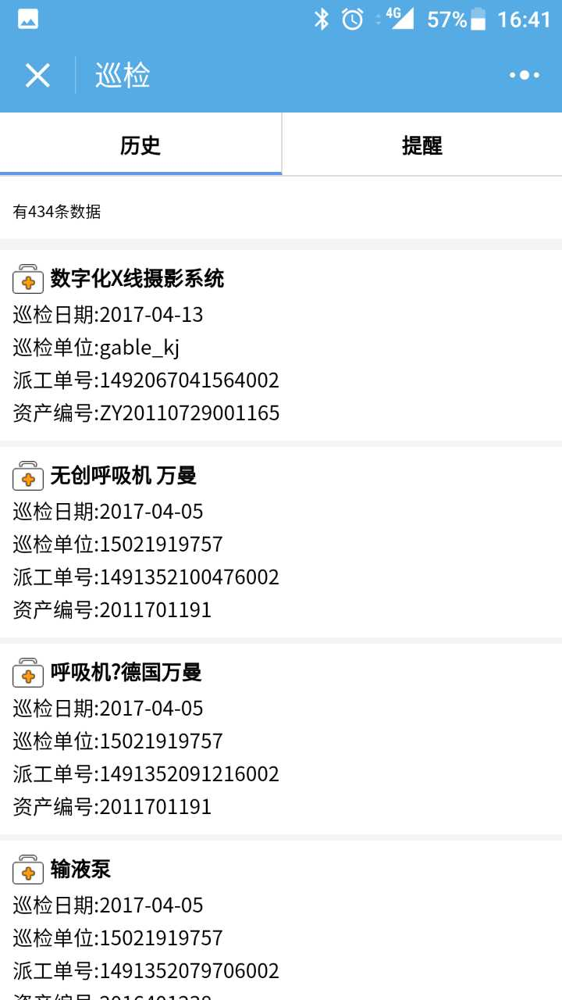 4G 57% 16:41
巡检
历史 提醒
有434条数据
数字化X线摄影系统
巡检日期:2017-04-13
巡检单位:gable_kj
派工单号:1492067041564002
资产编号:ZY20110729001165
无创呼吸机 万曼
巡检日期:2017-04-05
巡检单位:15021919757
派工单号:1491352100476002
资产编号:2011701191
呼吸机?德国万曼
巡检日期:2017-04-05
巡检单位:15021919757
派工单号:1491352091216002
资产编号:2011701191
输液泵
巡检日期:2017-04-05
巡检单位:15021919757
派工单号:1491352079706002